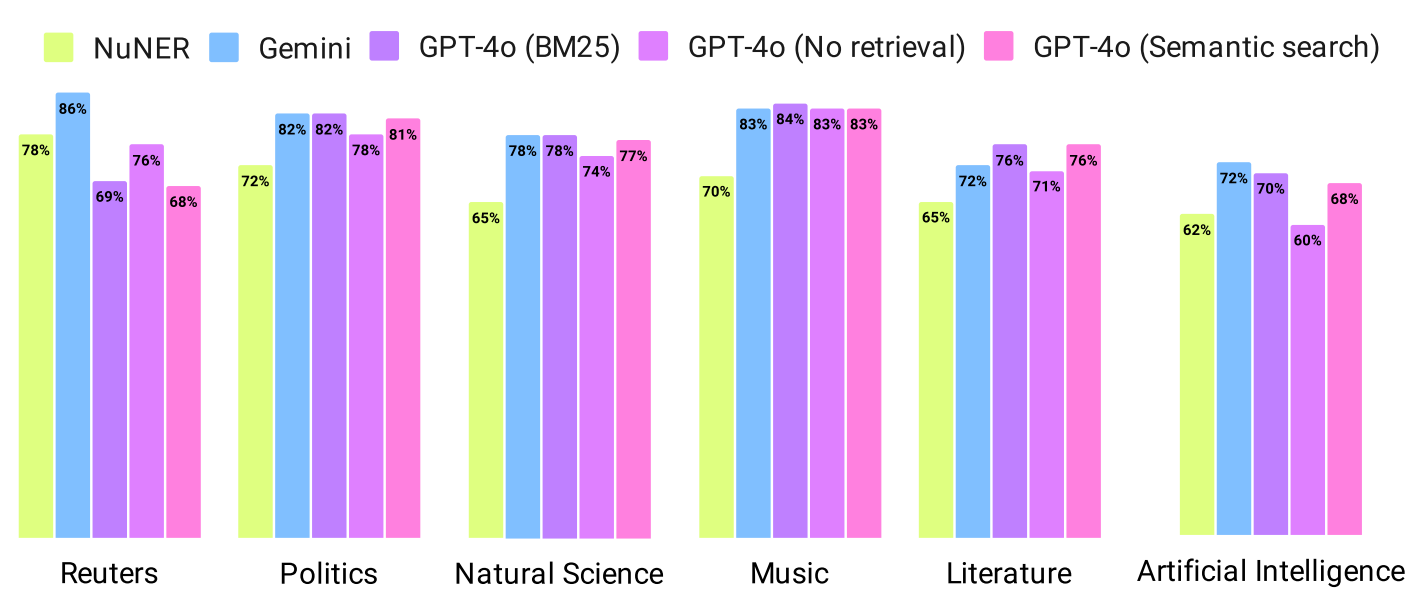 NuNER Gemini GPT-4o (BM25) GPT-4o (No retrieval) GPT-4o (Semantic search)
78% 86% 69% 76% 68%
72% 82% 82% 78% 81%
65% 78% 78% 74% 77%
70% 83% 84% 83% 83%
65% 72% 76% 71% 76%
62% 72% 70% 60% 68%
Reuters Politics Natural Science Music Literature Artificial Intelligence